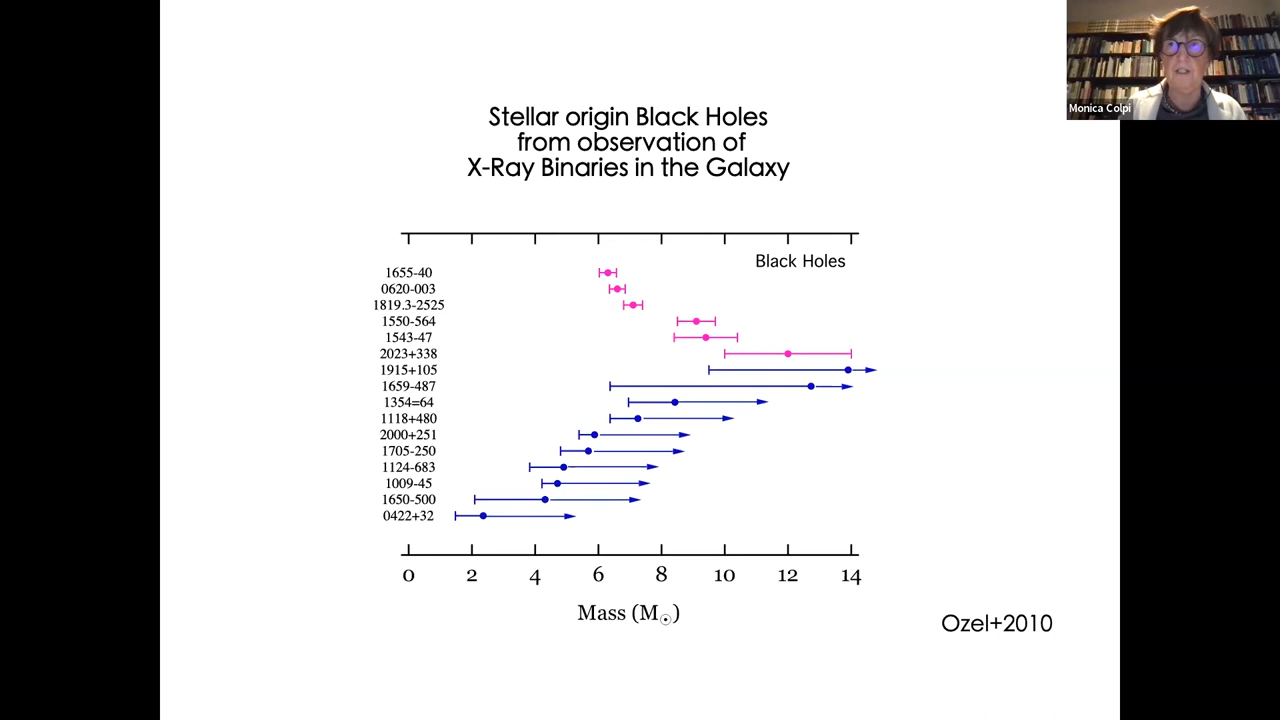 Monica Colpi
Stellar origin Black Holes
from observation of
X-Ray Binaries in the Galaxy
Black Holes
1655-40
0620-003
1819.3-2525
1550-564
1543-47
2023+338
1915+105
1659-487
1354=64
1118+480
2000+251
1705-250
1124-683
1009-45
1650-500
0422+32
0 2 4 6 8 10 12 14
Mass (M☉)
Ozel+2010